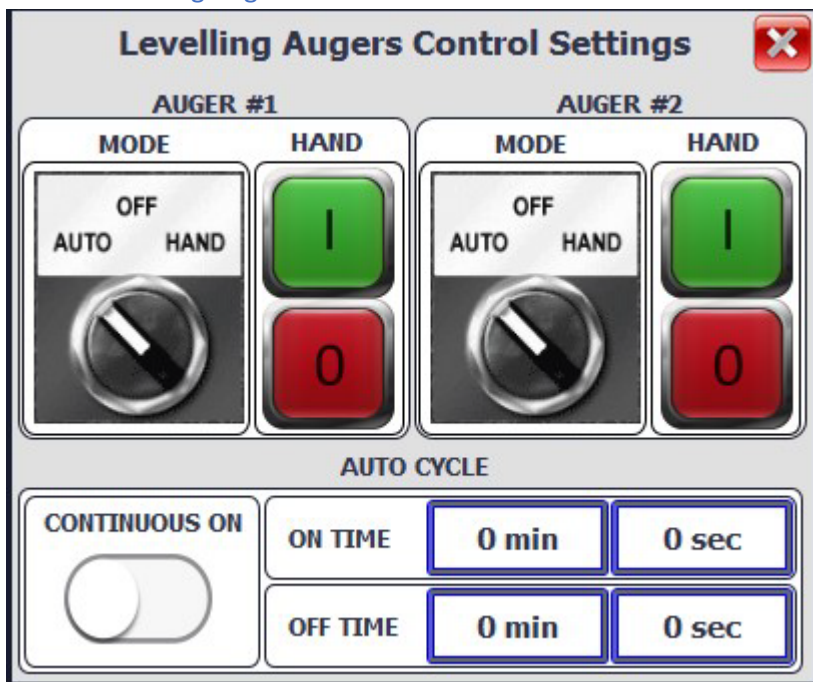 Levelling Augers Control Settings
AUGER #1
AUGER #2
MODE
HAND
MODE
HAND
OFF
AUTO HAND
I
0
OFF
AUTO HAND
I
0
AUTO CYCLE
CONTINUOUS ON
ON TIME 0 min 0 sec
OFF TIME 0 min 0 sec